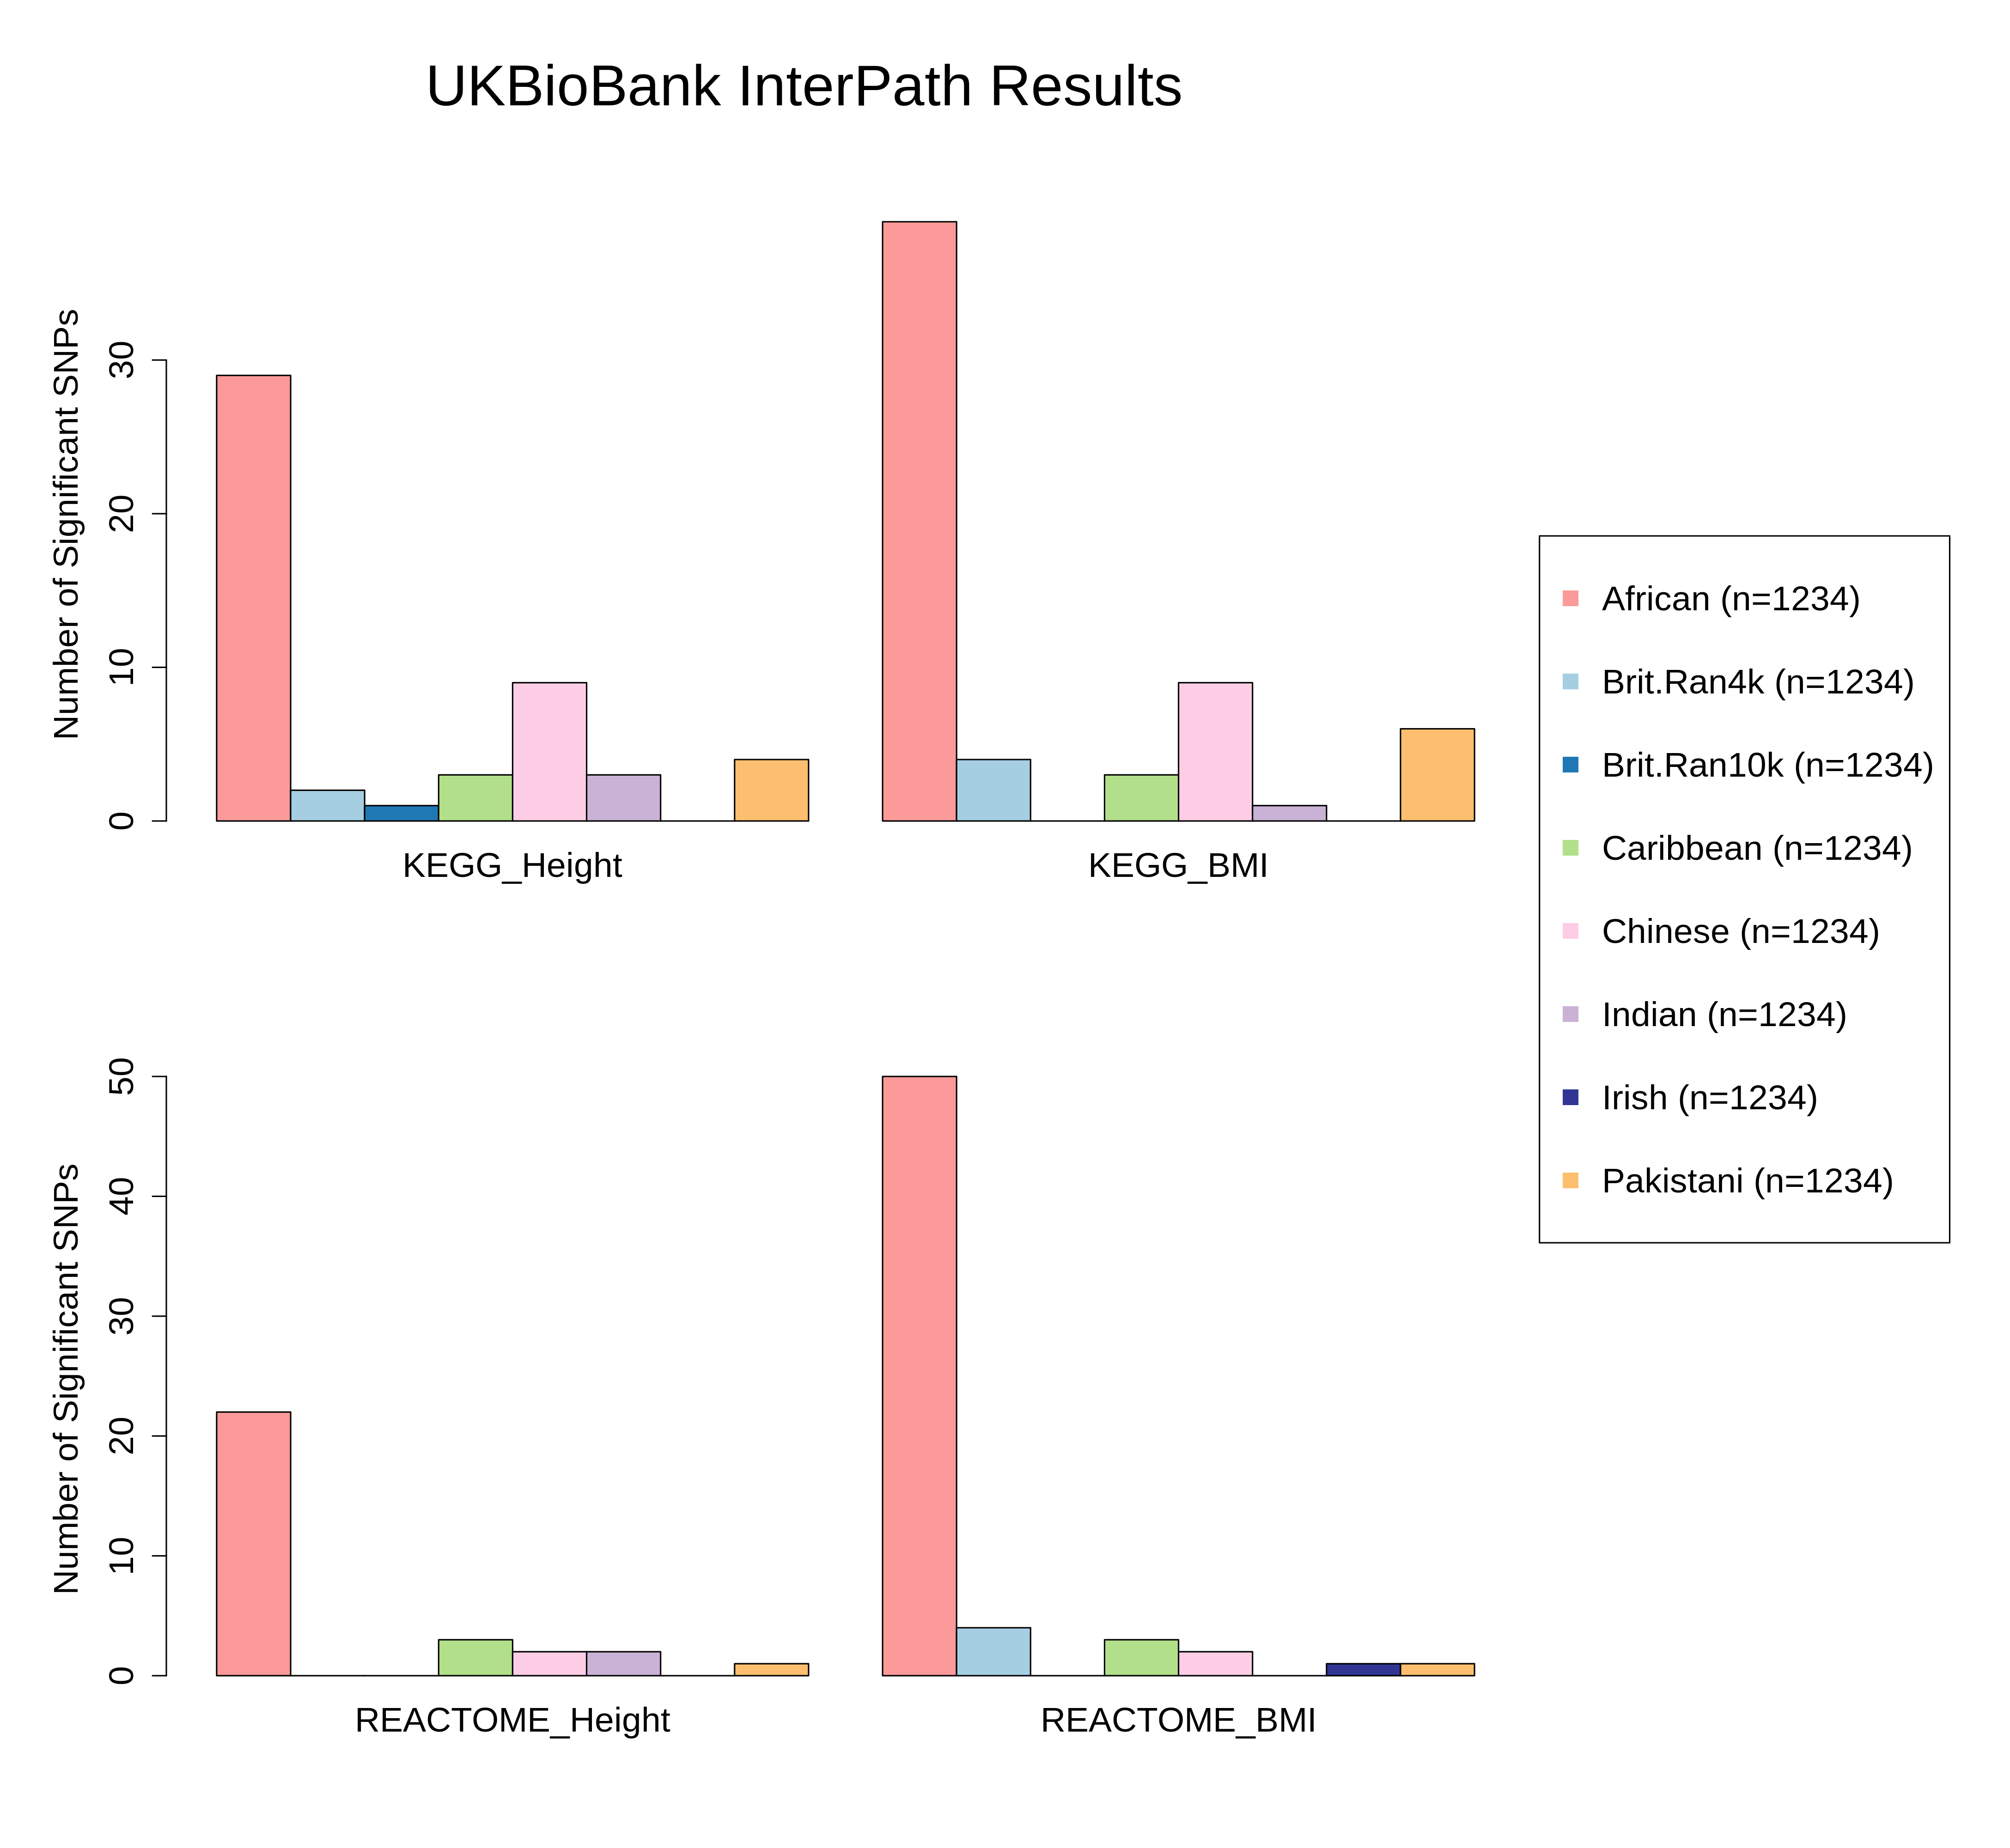 UKBioBank InterPath Results
Number of Significant SNPs
30
20
10
0
KEGG_Height
KEGG_BMI
African (n=1234)
Brit.Ran4k (n=1234)
Brit.Ran10k (n=1234)
Caribbean (n=1234)
Chinese (n=1234)
Indian (n=1234)
Irish (n=1234)
Pakistani (n=1234)
Number of Significant SNPs
50
40
30
20
10
0
REACTOME_Height
REACTOME_BMI